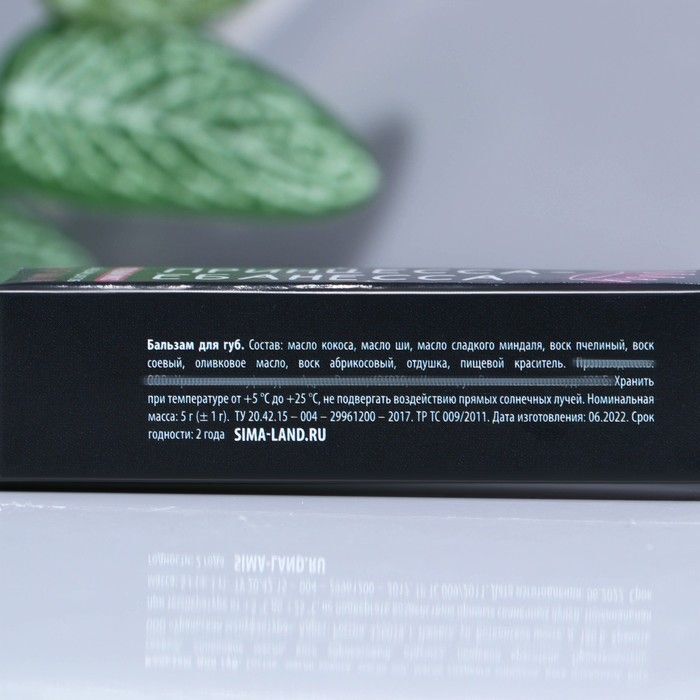 ПРИНЦЕССА
ЕБАНЕССА
Бальзам для губ. Состав: масло кокоса, масло ши, масло сладкого миндаля, воск пчелиный, воск
соевый, оливковое масло, воск абрикосовый, отдушка, пищевой краситель.
Хранить
при температуре от +5 °С до +25 °С, не подвергать воздействию прямых солнечных лучей. Номинальная
масса: 5 г (± 1 г). ТУ 20.42.15 – 004 – 29961200 – 2017. ТР ТС 009/2011. Дата изготовления: 06.2022. Срок
годности: 2 года SIMA-LAND.RU